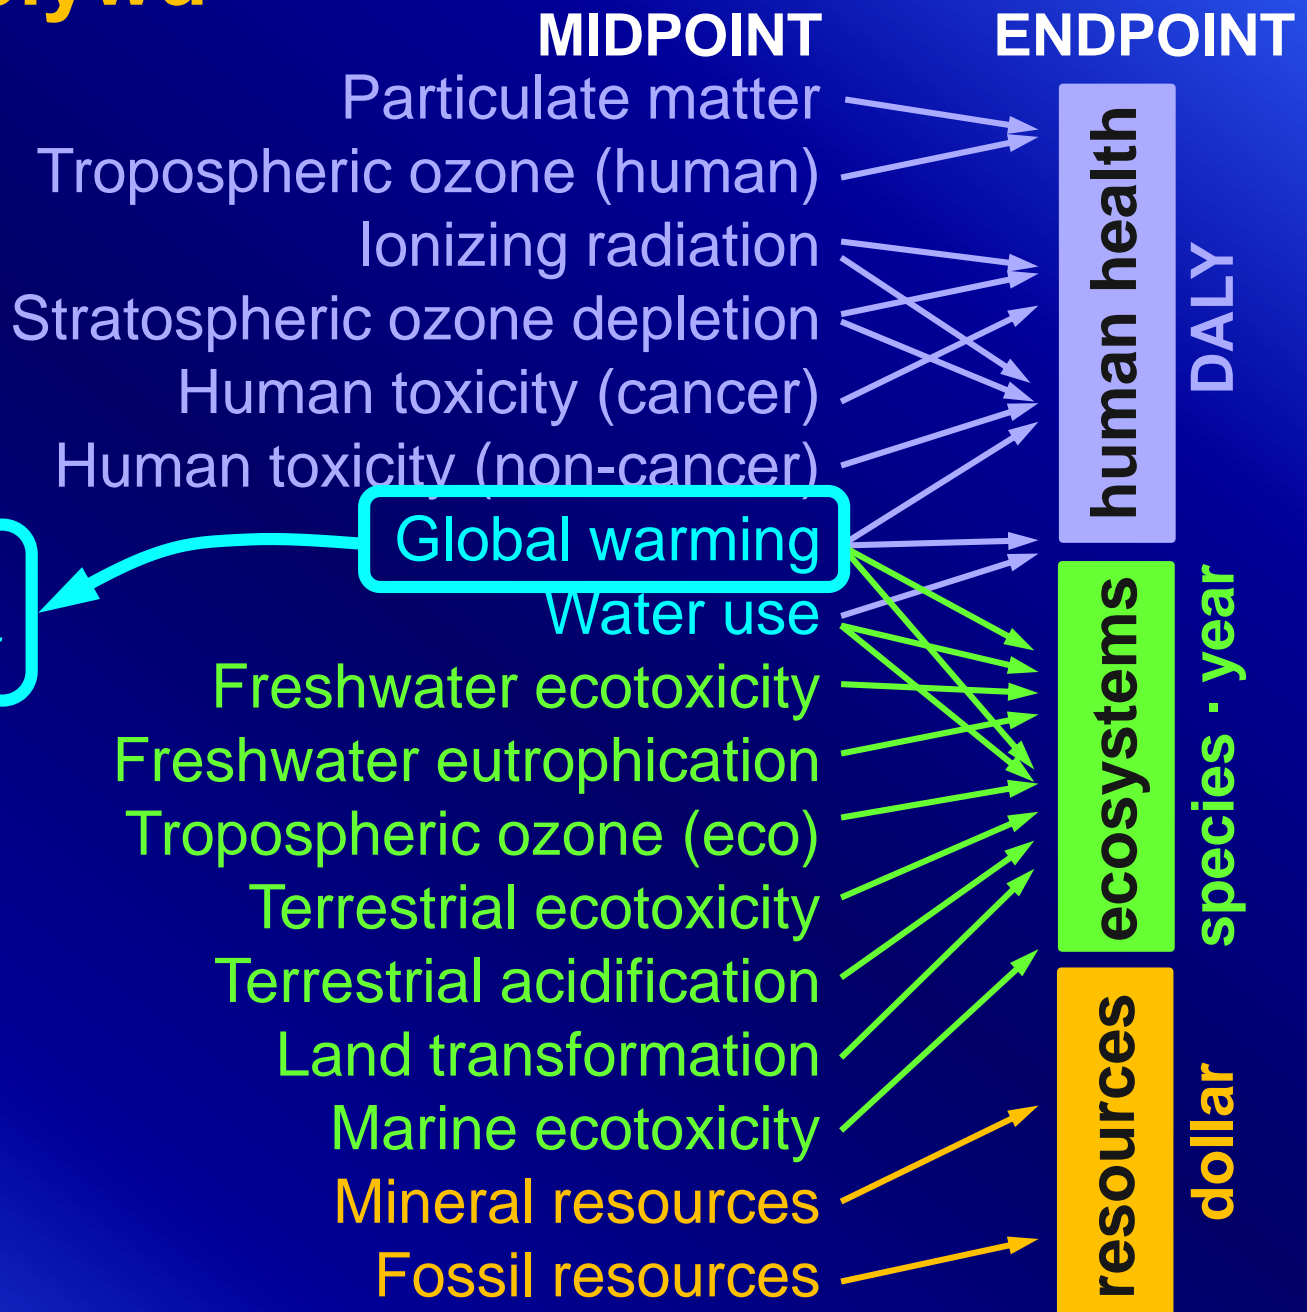 MIDPOINT ENDPOINT
Particulate matter
Tropospheric ozone (human)
Ionizing radiation
Stratospheric ozone depletion
Human toxicity (cancer)
Human toxicity (non-cancer)
Global warming
Water use
Freshwater ecotoxicity
Freshwater eutrophication
Tropospheric ozone (eco)
Terrestrial ecotoxicity
Terrestrial acidification
Land transformation
Marine ecotoxicity
Mineral resources
Fossil resources
human health
DALY
ecosystems
species · year
resources
dollar